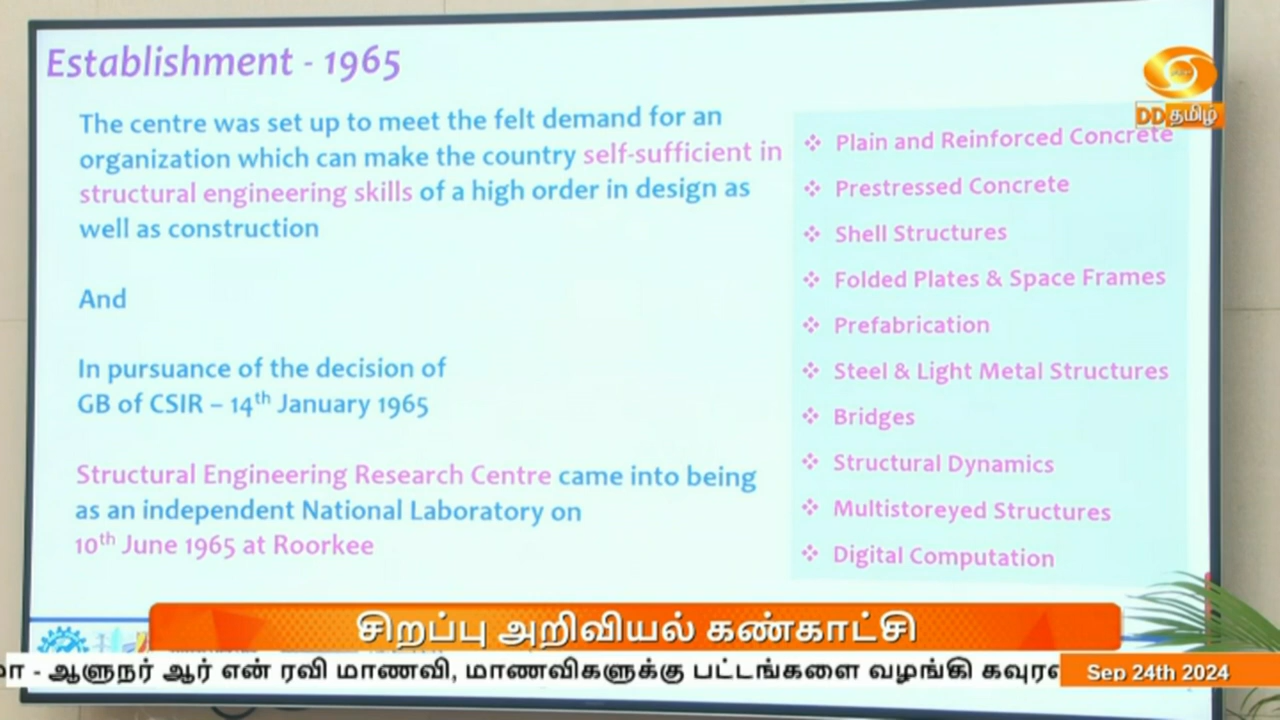 Establishment - 1965
The centre was set up to meet the felt demand for an
organization which can make the country self-sufficient in
structural engineering skills of a high order in design as
well as construction
And
In pursuance of the decision of
GB of CSIR – 14th January 1965
Structural Engineering Research Centre came into being
as an independent National Laboratory on
10th June 1965 at Roorkee
❖ Plain and Reinforced Concrete
❖ Prestressed Concrete
❖ Shell Structures
❖ Folded Plates & Space Frames
❖ Prefabrication
❖ Steel & Light Metal Structures
❖ Bridges
❖ Structural Dynamics
❖ Multistoreyed Structures
❖ Digital Computation
DD தமிழ்
சிறப்பு அறிவியல் கண்காட்சி
- ஆளுநர் ஆர் என் ரவி மாணவி, மாணவிகளுக்கு பட்டங்களை வழங்கி
Sep 24th 2024